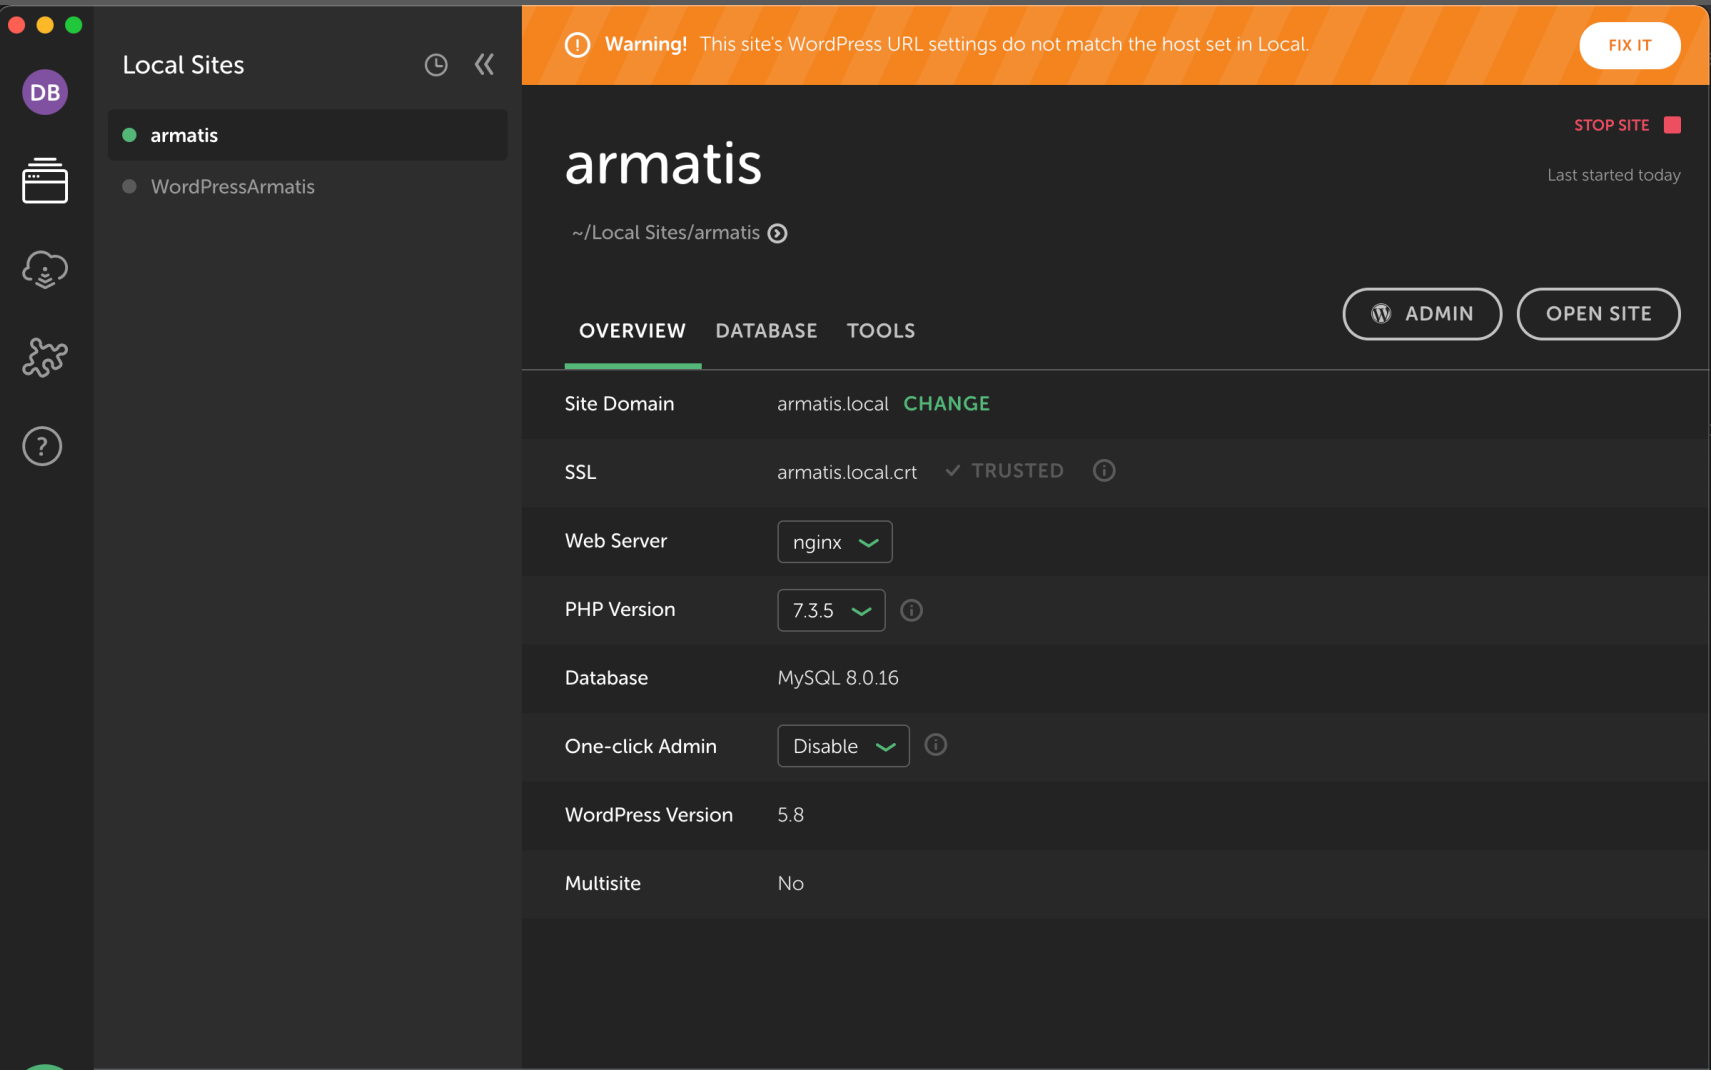 Warning! This site's WordPress URL settings do not match the host set in Local.
FIX IT
DB
Local Sites
armatis
WordPressArmatis
?
armatis
STOP SITE
Last started today
~/Local Sites/armatis
OVERVIEW DATABASE TOOLS
ADMIN
OPEN SITE
Site Domain armatis.local CHANGE
SSL armatis.local.crt TRUSTED
Web Server nginx
PHP Version 7.3.5
Database MySQL 8.0.16
One-click Admin Disable
WordPress Version 5.8
Multisite No